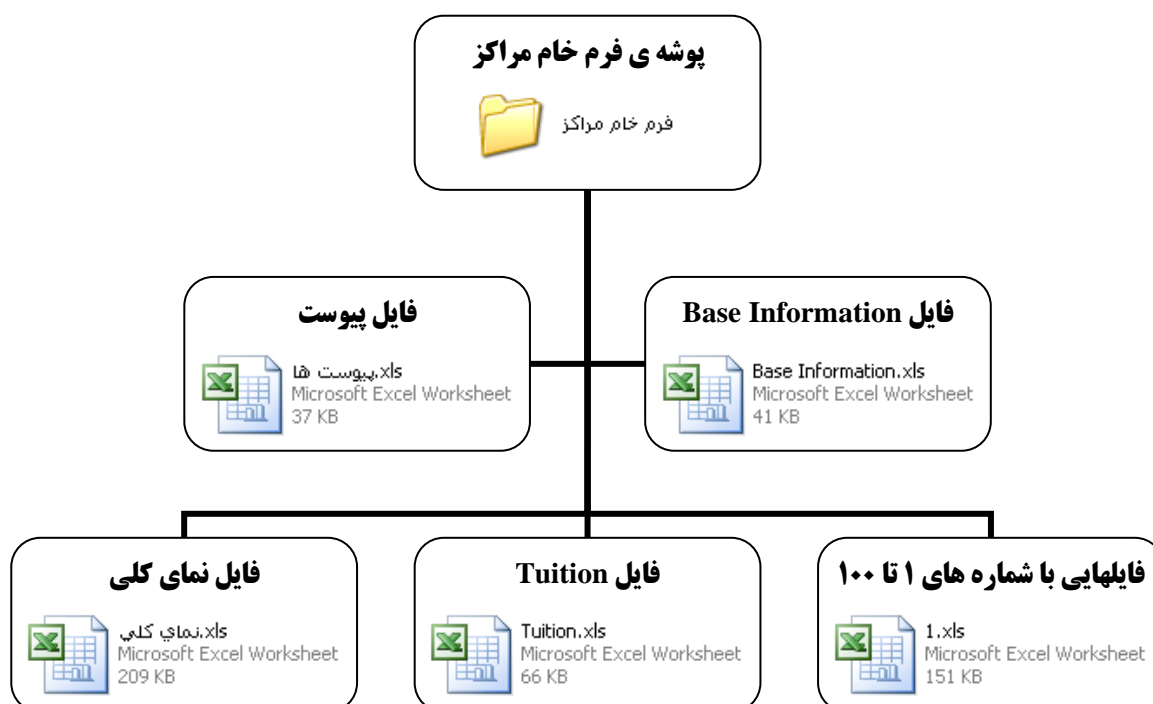 پوشه ی فرم خام مراکز
فرم خام مراکز
فایل Base Information
Base Information.xls
Microsoft Excel Worksheet
41 KB
فایل پیوست
پیوست ها.xls
Microsoft Excel Worksheet
37 KB
فایلهایی با شماره های ۱ تا ۱۰۰
1.xls
Microsoft Excel Worksheet
151 KB
فایل Tuition
Tuition.xls
Microsoft Excel Worksheet
66 KB
فایل نمای کلی
نماي کلي.xls
Microsoft Excel Worksheet
209 KB